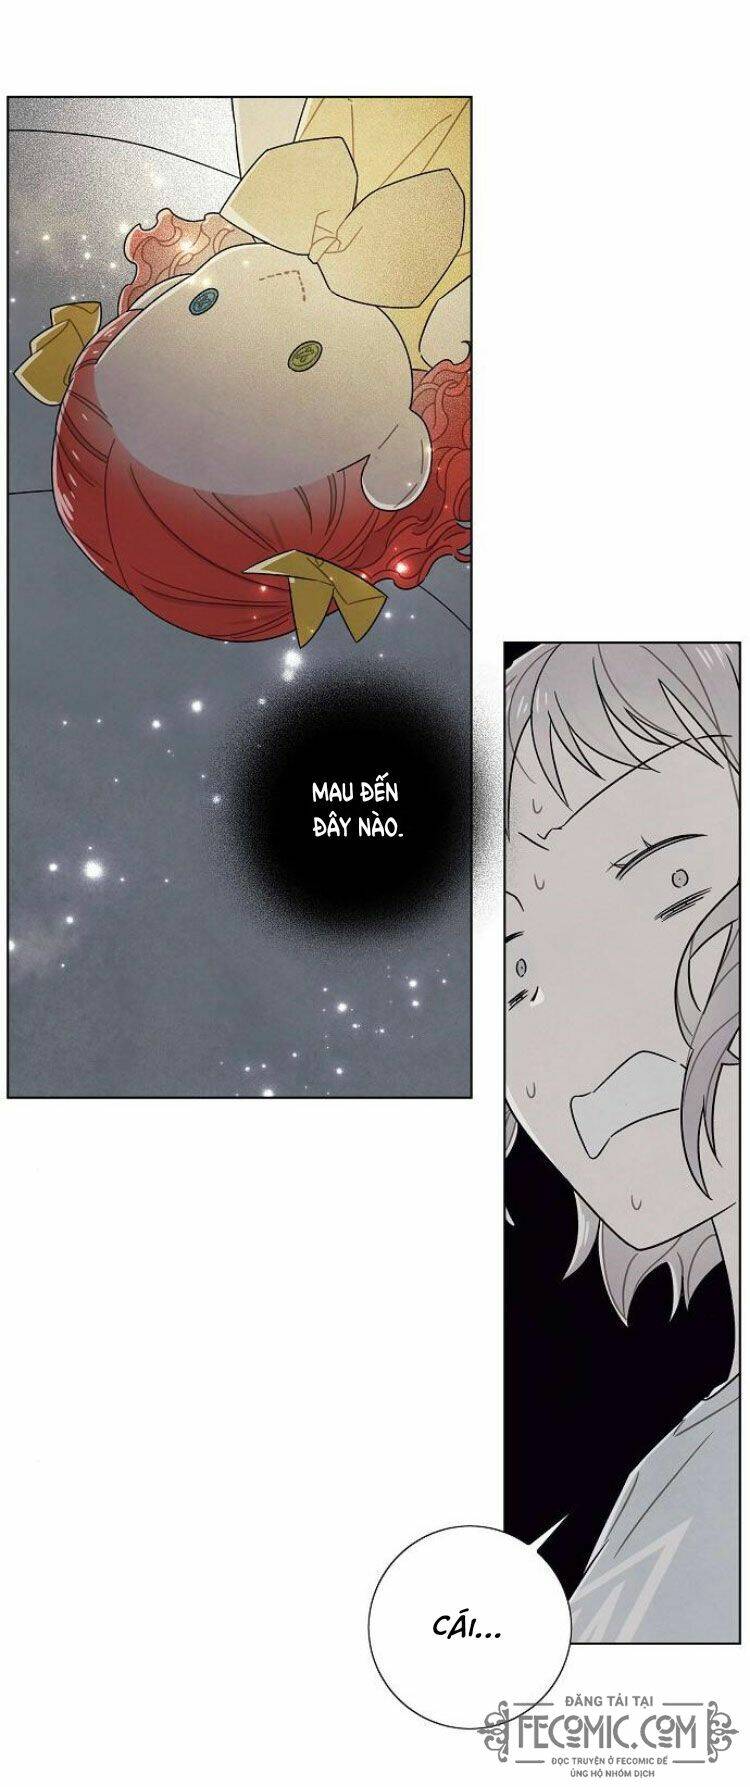 MAU ĐẾN
ĐÂY NÀO.
CÁI...
ĐĂNG TẢI TẠI
FECOMIC.COM
ĐỌC TRUYỆN Ở FECOMIC ĐỂ
ỦNG HỘ NHÓM DỊCH